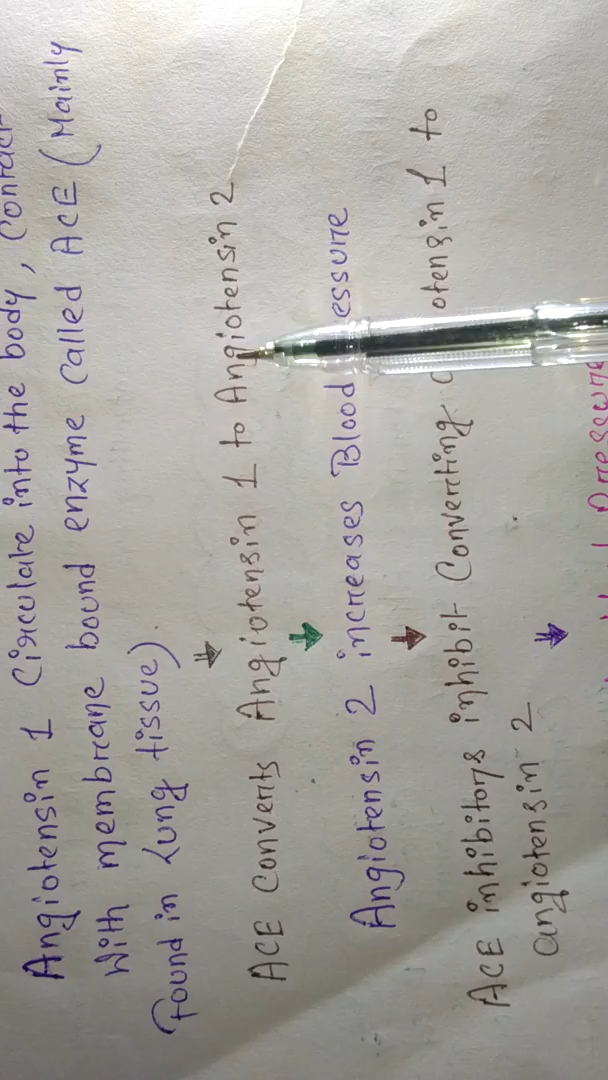 Angiotensin 1 Circulate into the body, Contact
With membrane bound enzyme Called ACE (Mainly
Found in Lung tissue)
ACE Converts Angiotensin 1 to Angiotensin 2
Angiotensin 2 increases Blood essure
ACE inhibitors inhibit Converting otensin 1 to
angiotensin 2